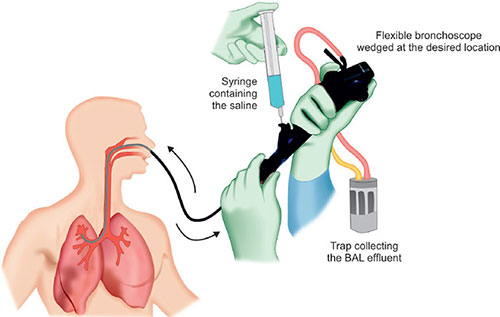 Flexible bronchoscope
wedged at the desired location
Syringe
containing
the saline
Trap collecting
the BAL effluent